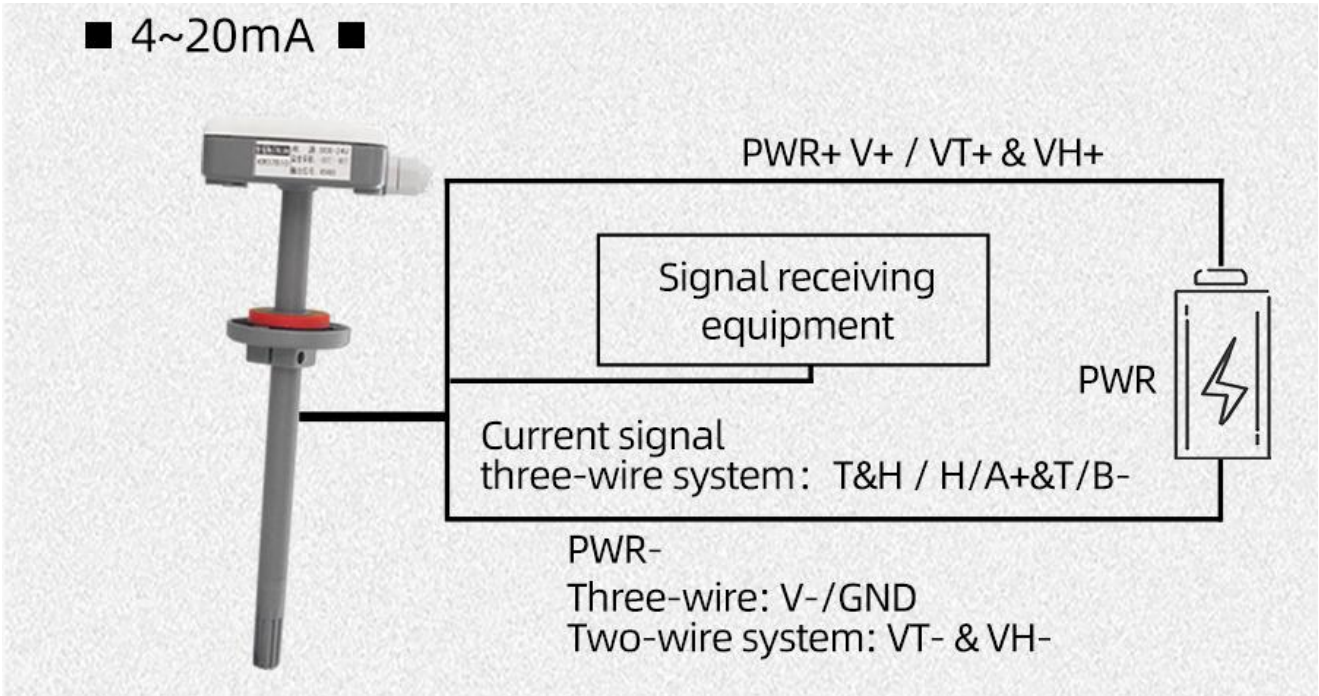 ■ 4~20mA ■
PWR+ V+ / VT+ & VH+
Signal receiving
equipment
PWR
Current signal
three-wire system: T&H / H/A+&T/B-
PWR-
Three-wire: V-/GND
Two-wire system: VT- & VH-